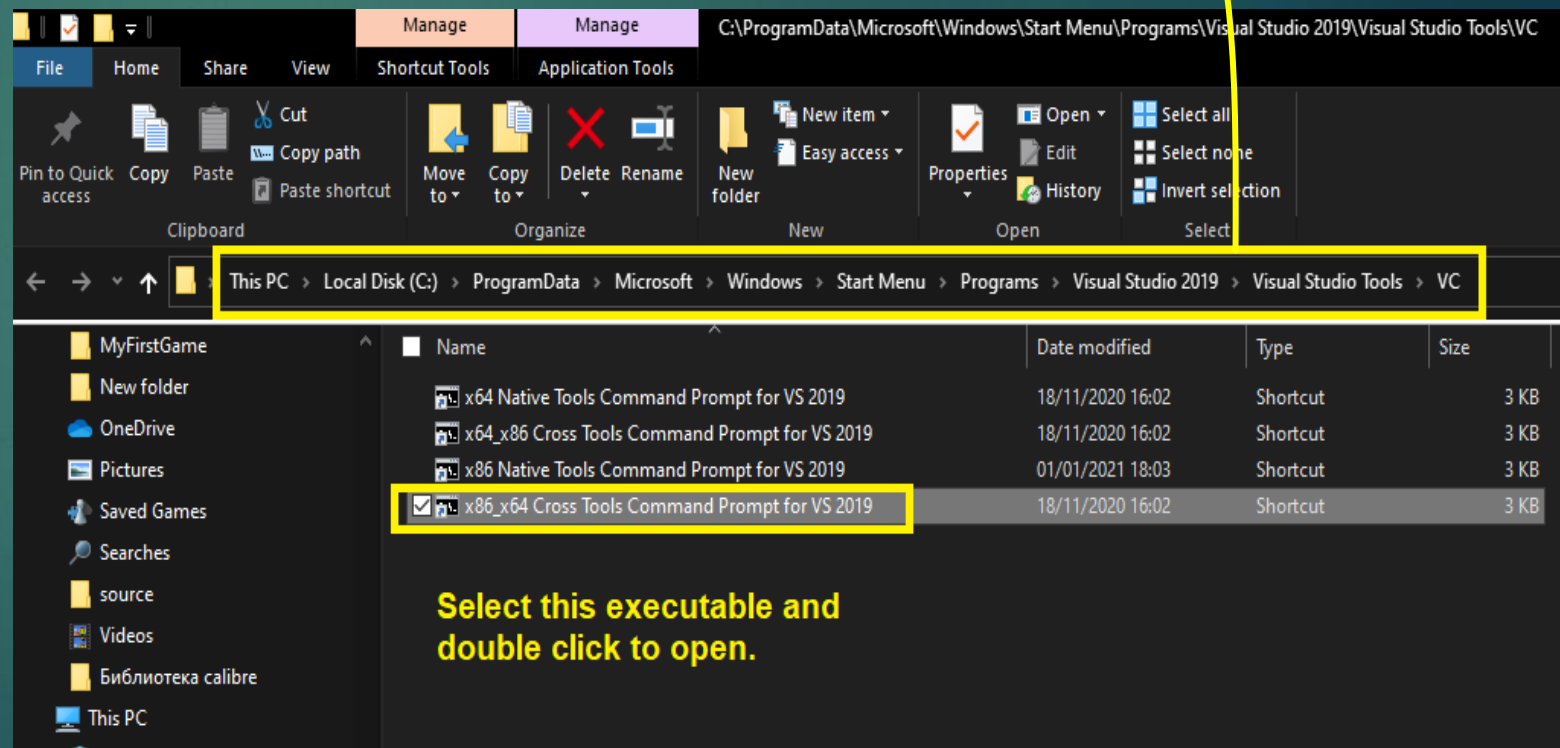 Manage
Manage
C:\ProgramData\Microsoft\Windows\Start Menu\Programs\Visual Studio 2019\Visual Studio Tools\VC
File
Home
Share
View
Shortcut Tools
Application Tools
Pin to Quick access
Copy
Paste
Cut
Copy path
Paste shortcut
Clipboard
Move to
Copy to
Delete
Rename
Organize
New folder
New item
Easy access
New
Properties
Open
Edit
History
Open
Select all
Select none
Invert selection
Select
This PC > Local Disk (C:) > ProgramData > Microsoft > Windows > Start Menu > Programs > Visual Studio 2019 > Visual Studio Tools > VC
MyFirstGame
New folder
OneDrive
Pictures
Saved Games
Searches
source
Videos
Библиотека calibre
This PC
Name Date modified Type Size
x64 Native Tools Command Prompt for VS 2019 18/11/2020 16:02 Shortcut 3 KB
x64_x86 Cross Tools Command Prompt for VS 2019 18/11/2020 16:02 Shortcut 3 KB
x86 Native Tools Command Prompt for VS 2019 01/01/2021 18:03 Shortcut 3 KB
x86_x64 Cross Tools Command Prompt for VS 2019 18/11/2020 16:02 Shortcut 3 KB
Select this executable and
double click to open.